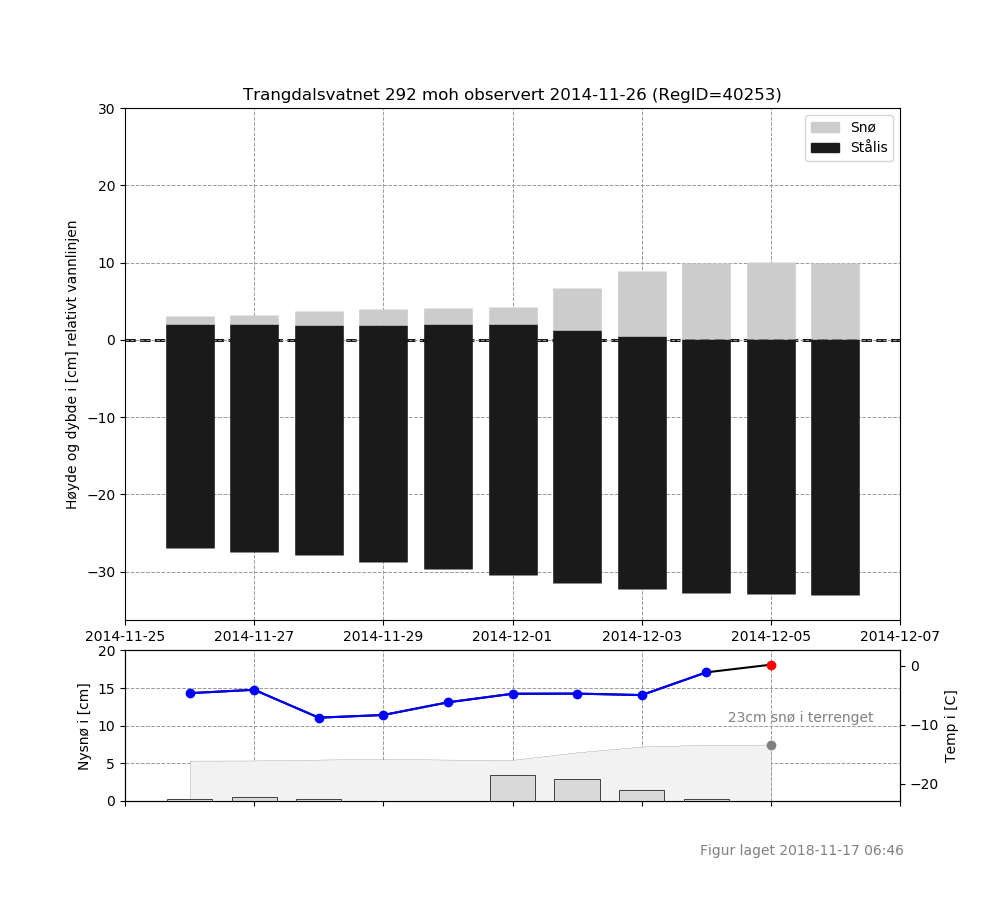 Trangdalsvatnet 292 moh observert 2014-11-26 (RegID=40253)
30
20
10
0
−10
−20
−30
Høyde og dybde i [cm] relativt vannlinjen
Snø
Stålis
2014-11-25 2014-11-27 2014-11-29 2014-12-01 2014-12-03 2014-12-05 2014-12-07
20
15
10
5
0
Nysnø i [cm]
23cm snø i terrenget
0
−10
−20
Temp i [C]
Figur laget 2018-11-17 06:46